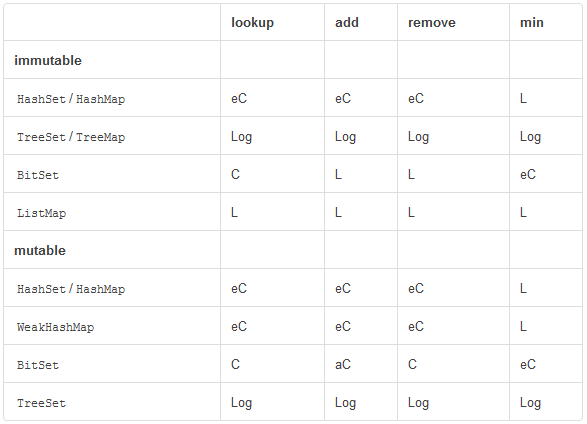 lookup add remove min
immutable
HashSet / HashMap eC eC eC L
TreeSet / TreeMap Log Log Log Log
BitSet C L L eC
ListMap L L L L
mutable
HashSet / HashMap eC eC eC L
WeakHashMap eC eC eC L
BitSet C aC C eC
TreeSet Log Log Log Log